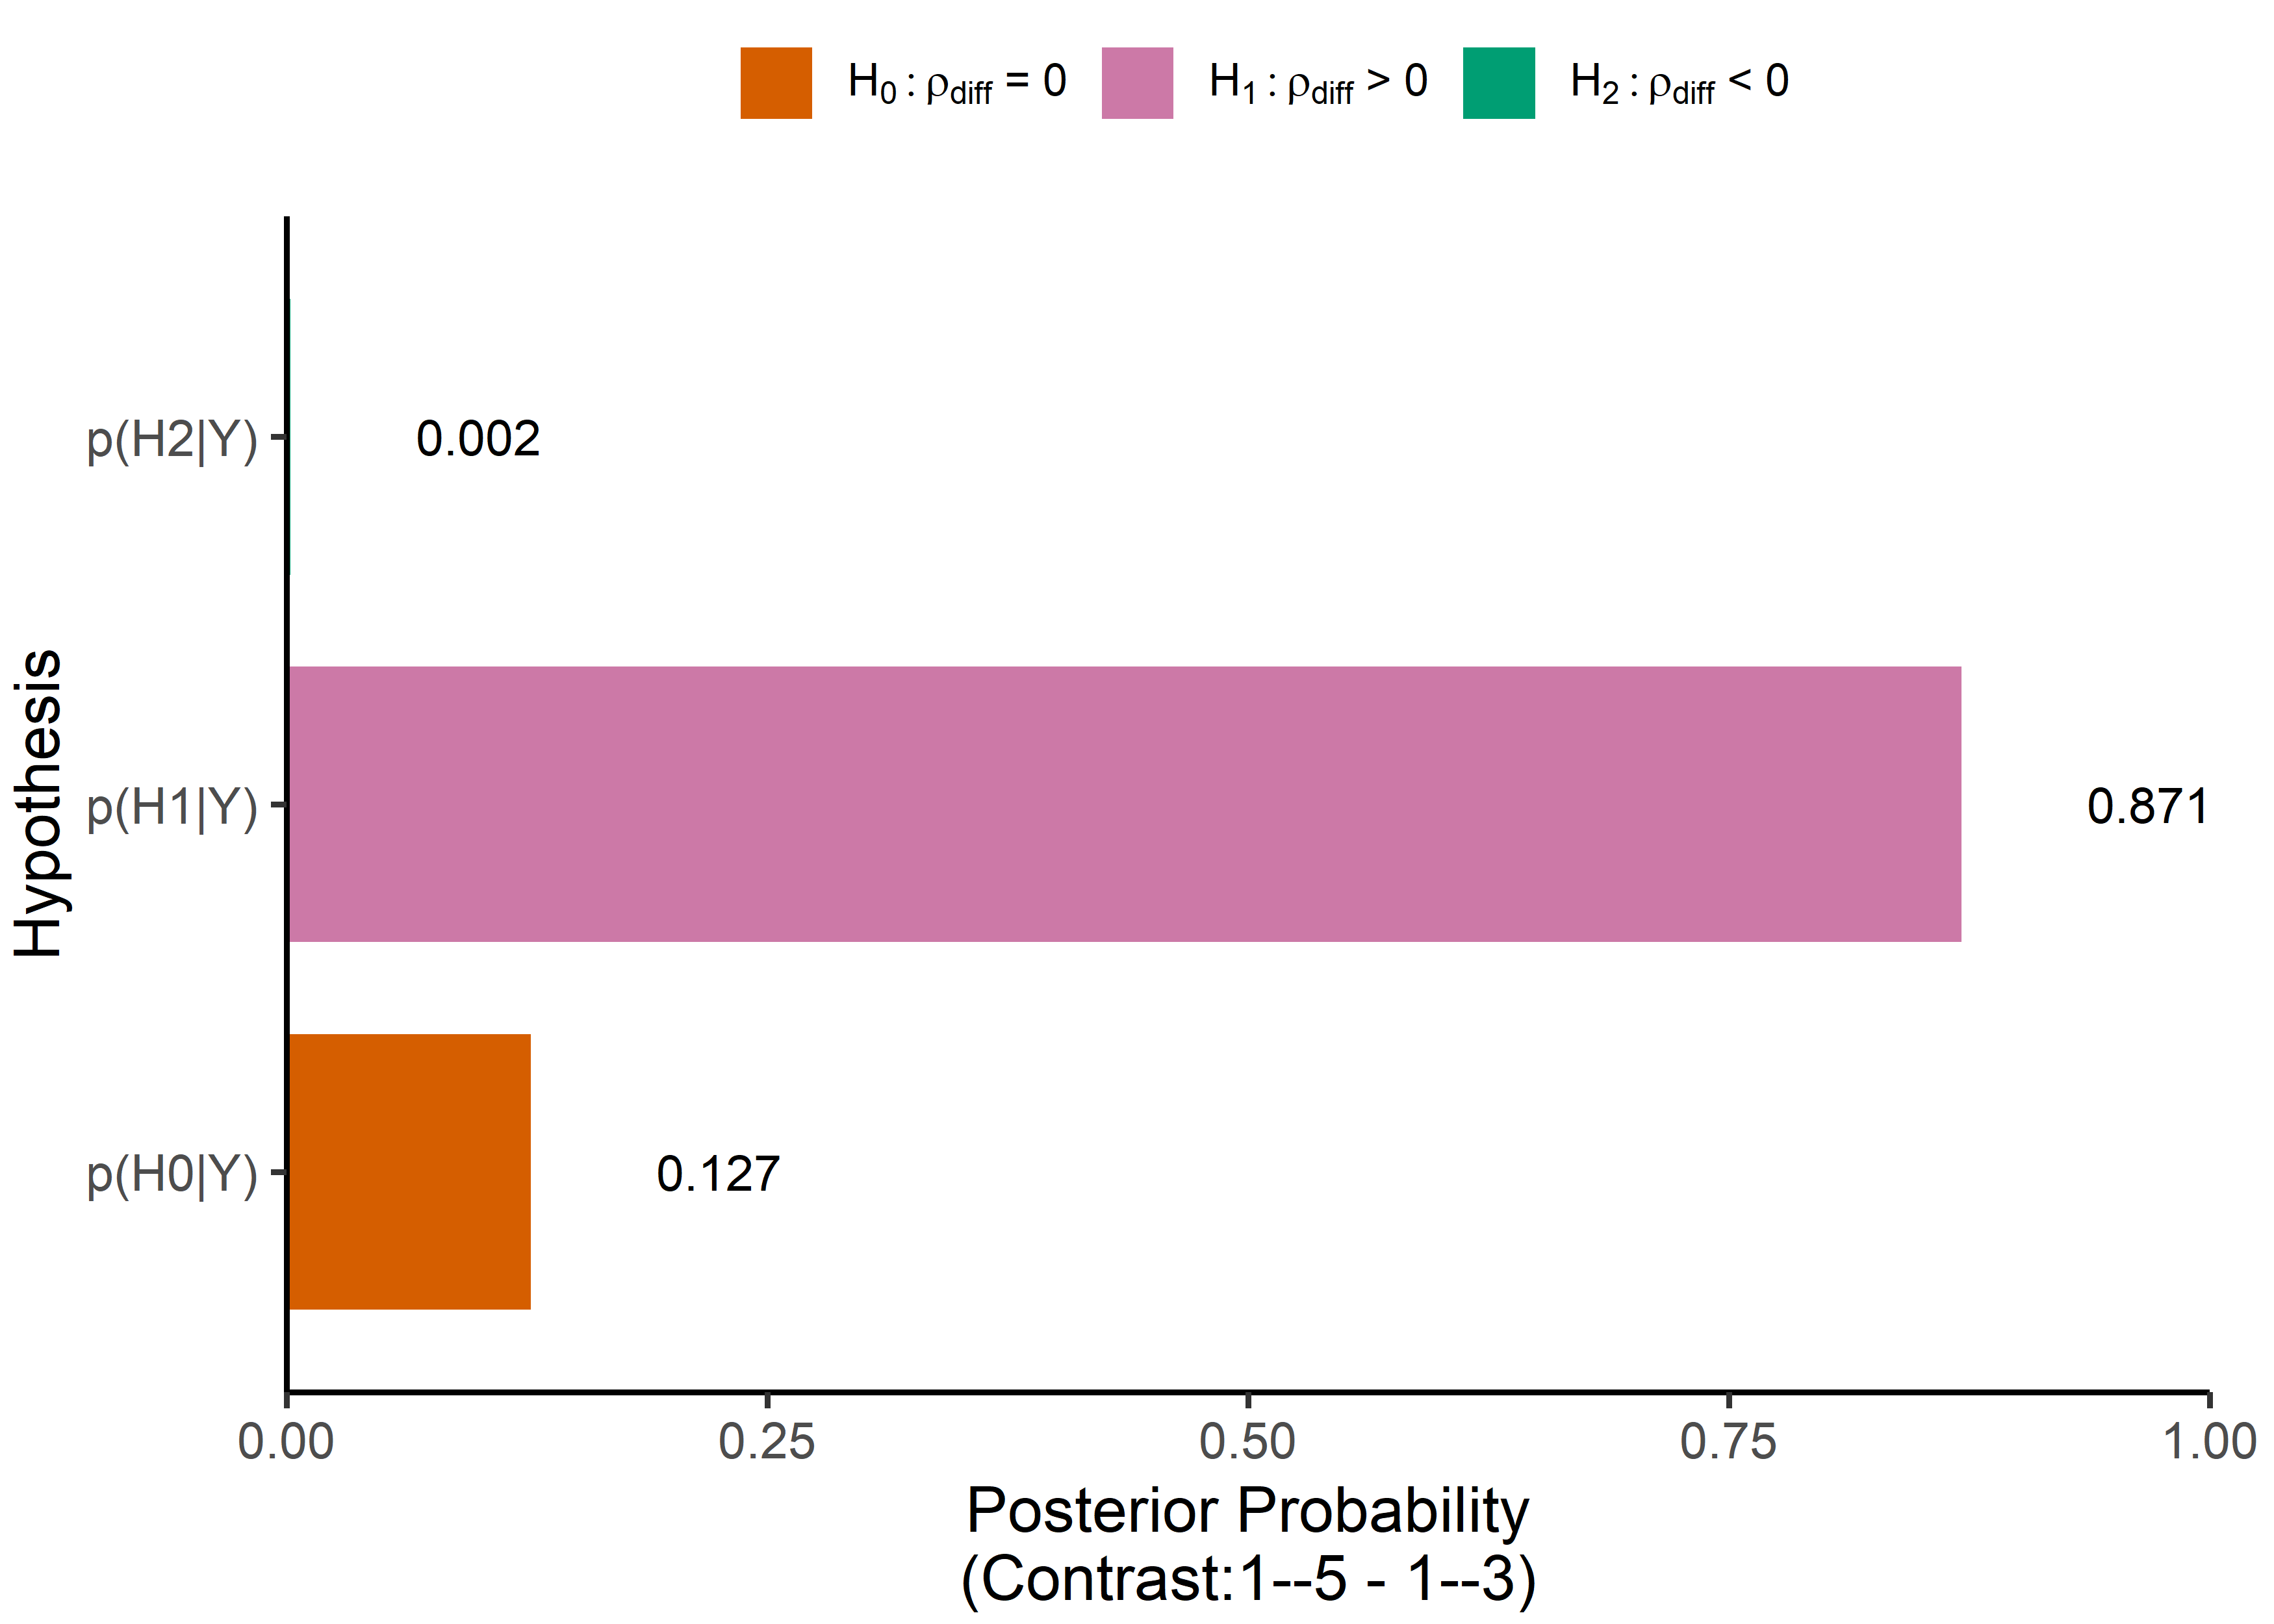 H₀ : ρdiff = 0 H₁ : ρdiff > 0 H₂ : ρdiff < 0
Hypothesis
p(H2|Y)
0.002
p(H1|Y)
0.871
p(H0|Y)
0.127
0.00 0.25 0.50 0.75 1.00
Posterior Probability
(Contrast:1--5 - 1--3)